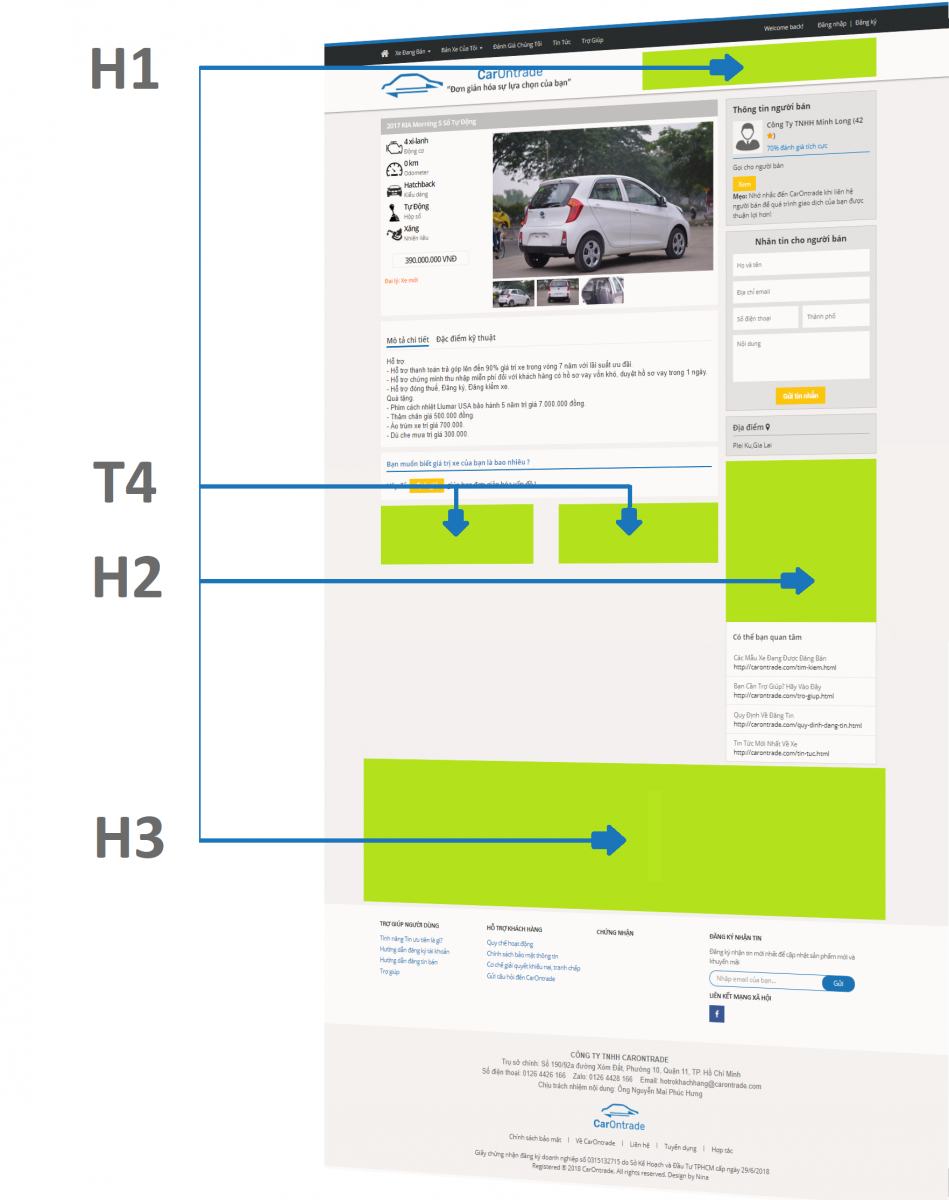 H1
T4
H2
H3
Xe Đang Bán
Bán Xe Của Tôi
Đánh Giá Chúng Tôi
Tin Tức
Trợ Giúp
Welcome back!
Đăng nhập | Đăng ký
CarOntrade
"Đơn giản hóa sự lựa chọn của bạn"
2017 KIA Morning S Số Tự Động
4 xi-lanh
Động cơ
0 km
Odometer
Hatchback
Kiểu dáng
Tự Động
Hộp số
Xăng
Nhiên liệu
390.000.000 VNĐ
Đại lý: Xe mới
Mô tả chi tiết
Đặc điểm kỹ thuật
Hỗ trợ
- Hỗ trợ thanh toán trả góp lên đến 90% giá trị xe trong vòng 7 năm với lãi suất ưu đãi.
- Hỗ trợ chứng minh thu nhập miễn phí đối với khách hàng có hồ sơ vay vốn khó, duyệt hồ sơ vay trong 1 ngày.
- Hỗ trợ đóng thuế, Đăng ký, Đăng kiểm xe.
Quà tặng.
- Phim cách nhiệt Llumar USA bảo hành 5 năm trị giá 7.000.000 đồng.
- Thảm chân giá 500.000 đồng.
- Áo trùm xe trị giá 700.000.
- Dù che mưa trị giá 300.000.
Bạn muốn biết giá trị xe của bạn là bao nhiêu ?
Thông tin người bán
Công Ty TNHH Minh Long (42
)
70% đánh giá tích cực
Gọi cho người bán
Xem
Mẹo: Nhớ nhắc đến CarOntrade khi liên hệ
người bán để quá trình giao dịch của bạn được
thuận lợi hơn!
Nhắn tin cho người bán
Họ và tên
Địa chỉ email
Số điện thoại
Thành phố
Nội dung
Gửi tin nhắn
Địa điểm
Plei Ku,Gia Lai
Có thể bạn quan tâm
Các Mẫu Xe Đang Được Đăng Bán
http://carontrade.com/tim-kiem.html
Bạn Cần Trợ Giúp? Hãy Vào Đây
http://carontrade.com/tro-giup.html
Quy Định Về Đăng Tin
http://carontrade.com/quy-dinh-dang-tin.html
Tin Tức Mới Nhất Về Xe
http://carontrade.com/tin-tuc.html
TRỢ GIÚP NGƯỜI DÙNG
Tính năng Tin ưu tiên là gì?
Hướng dẫn đăng ký tài khoản
Hướng dẫn đăng tin bán
Trợ giúp
HỖ TRỢ KHÁCH HÀNG
Quy chế hoạt động
Chính sách bảo mật thông tin
Cơ chế giải quyết khiếu nại, tranh chấp
Gửi câu hỏi đến CarOntrade
CHỨNG NHẬN
ĐĂNG KÝ NHẬN TIN
Đăng ký nhận tin mới nhất để cập nhật sản phẩm mới và
khuyến mãi
Nhập email của bạn...
Gửi
LIÊN KẾT MẠNG XÃ HỘI
f
CÔNG TY TNHH CARONTRADE
Trụ sở chính: Số 190/92a đường Xóm Đất, Phường 10, Quận 11, TP. Hồ Chí Minh
Số điện thoại: 0126 4426 166 Zalo: 0126 4428 166 Email: hotrokhachhang@carontrade.com
Chịu trách nhiệm nội dung: Ông Nguyễn Mai Phúc Hưng
CarOntrade
Chính sách bảo mật | Về CarOntrade | Liên hệ | Tuyển dụng | Hợp tác
Giấy chứng nhận đăng ký doanh nghiệp số 0315132715 do Sở Kế Hoạch và Đầu Tư TPHCM cấp ngày 29/6/2018
Registered ® 2018 CarOntrade. All rights reserved. Design by Nina